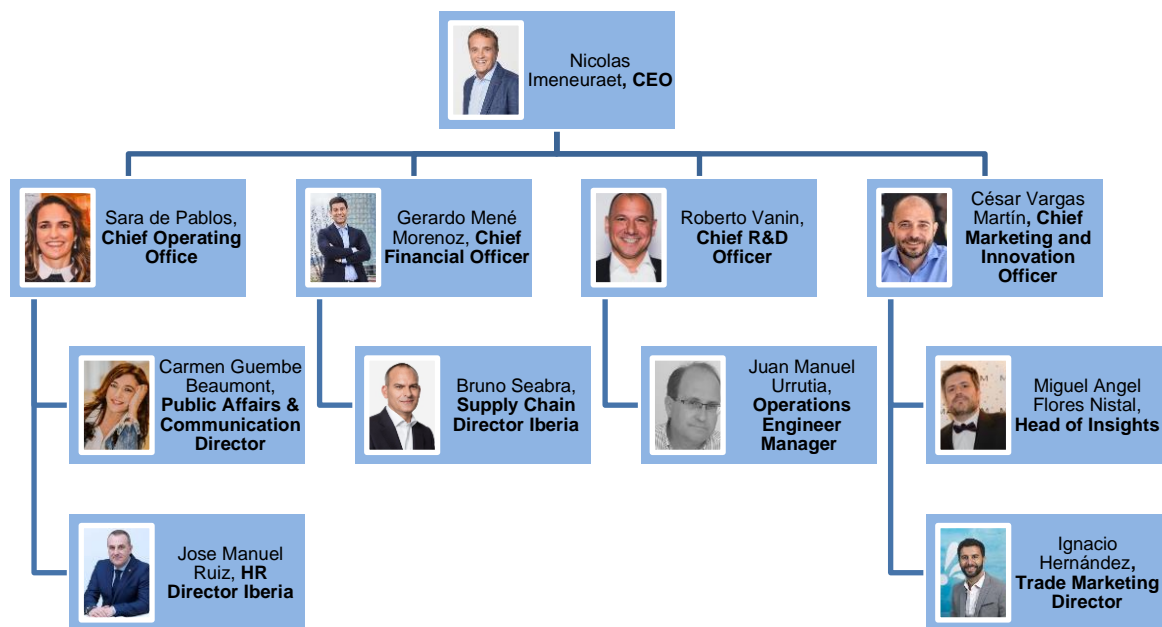 Nicolas
Imeneuraet, CEO
Sara de Pablos,
Chief Operating
Office
Gerardo Mené
Morenoz, Chief
Financial Officer
Roberto Vanin,
Chief R&D
Officer
César Vargas
Martín, Chief
Marketing and
Innovation
Officer
Carmen Guembe
Beaumont,
Public Affairs &
Communication
Director
Bruno Seabra,
Supply Chain
Director Iberia
Juan Manuel
Urrutia,
Operations
Engineer
Manager
Miguel Angel
Flores Nistal,
Head of Insights
Jose Manuel
Ruiz, HR
Director Iberia
Ignacio
Hernández,
Trade Marketing
Director